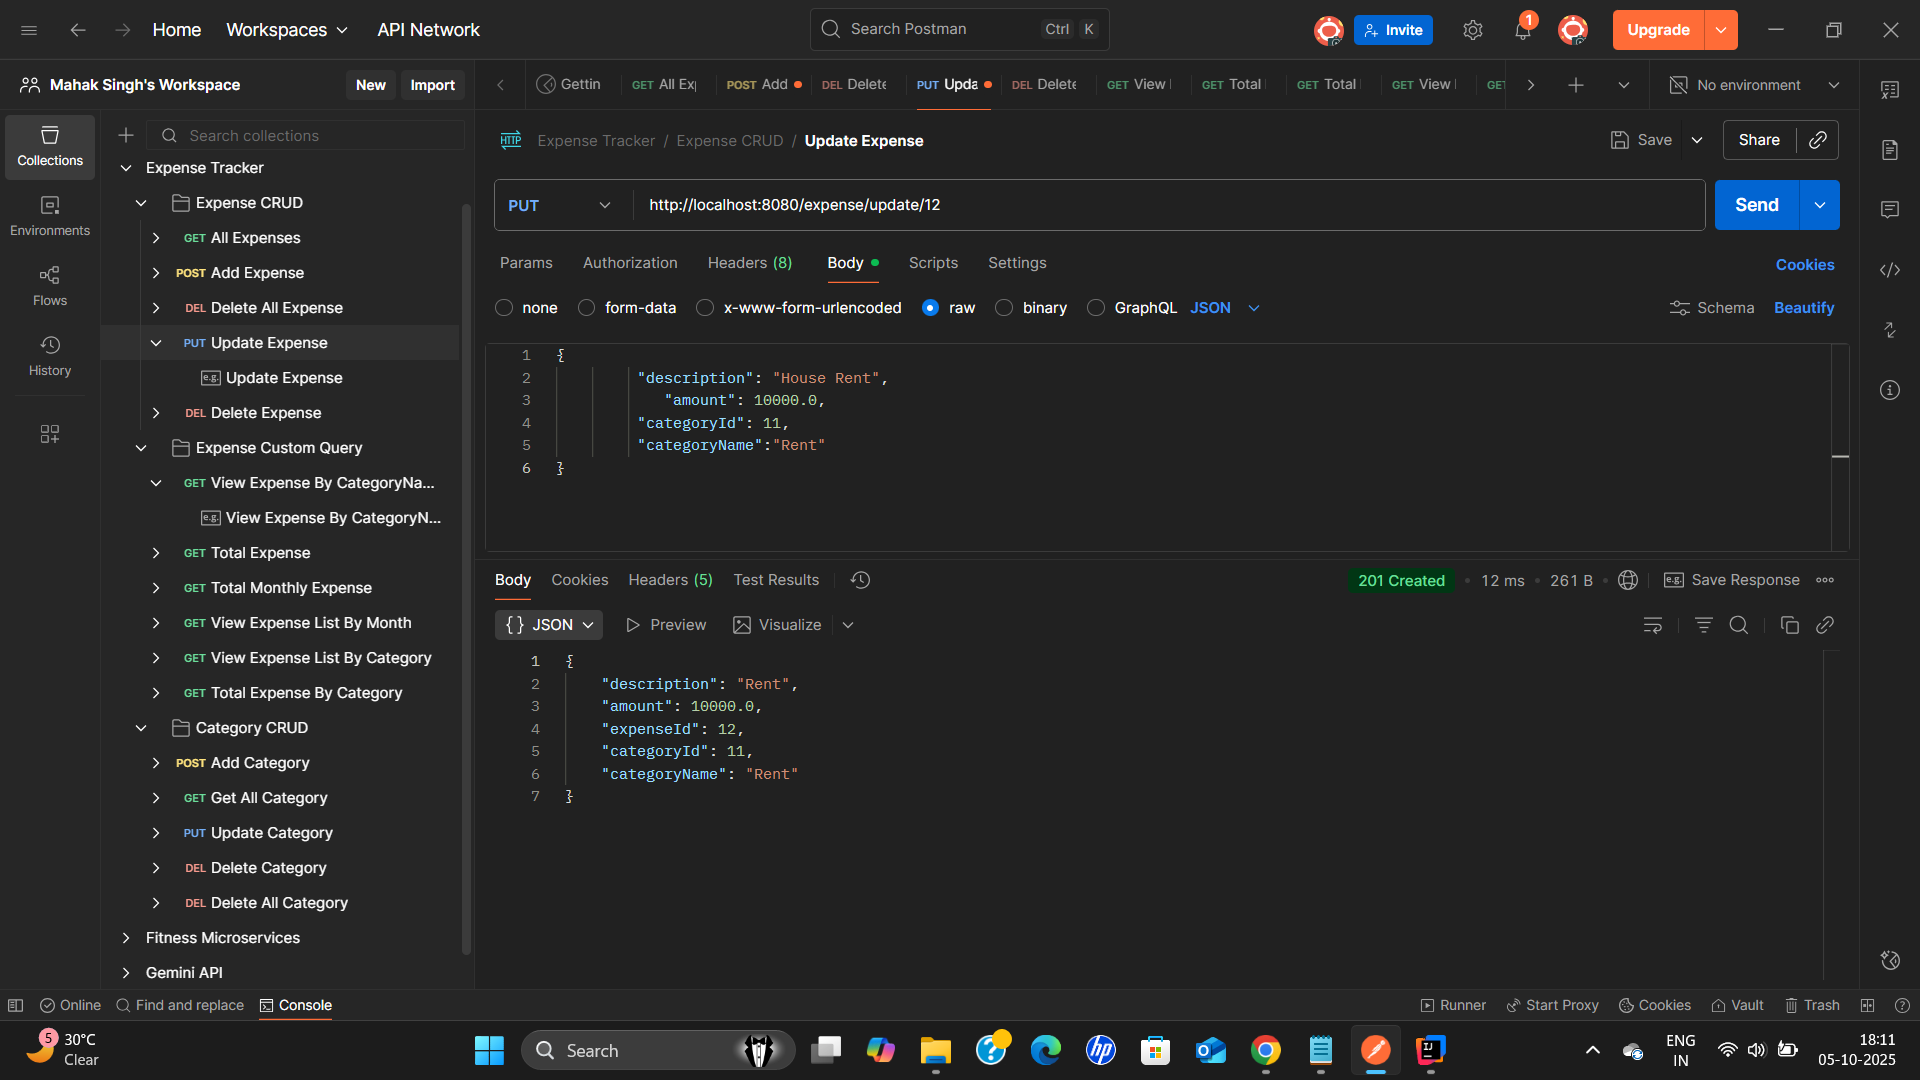 Home Workspaces API Network Search Postman Ctrl K Invite 1 Upgrade
Mahak Singh's Workspace New Import Gettin GET All Ex POST Add DEL Delete PUT Upda DEL Delete GET View GET Total GET Total GET View GET No environment
Collections
Environments
Flows
History
Search collections
Expense Tracker
Expense CRUD
GET All Expenses
POST Add Expense
DEL Delete All Expense
PUT Update Expense
e.g. Update Expense
DEL Delete Expense
Expense Custom Query
GET View Expense By CategoryNa...
e.g. View Expense By CategoryN...
GET Total Expense
GET Total Monthly Expense
GET View Expense List By Month
GET View Expense List By Category
GET Total Expense By Category
Category CRUD
POST Add Category
GET Get All Category
PUT Update Category
DEL Delete Category
DEL Delete All Category
Fitness Microservices
Gemini API
HTTP Expense Tracker / Expense CRUD / Update Expense Save Share
PUT http://localhost:8080/expense/update/12 Send
Params Authorization Headers (8) Body Scripts Settings Cookies
none form-data x-www-form-urlencoded raw binary GraphQL JSON Schema Beautify
1 {
2 "description": "House Rent",
3 "amount": 10000.0,
4 "categoryId": 11,
5 "categoryName":"Rent"
6 }
Body Cookies Headers (5) Test Results 201 Created 12 ms 261 B e.g. Save Response
{} JSON Preview Visualize
1 {
2 "description": "Rent",
3 "amount": 10000.0,
4 "expenseId": 12,
5 "categoryId": 11,
6 "categoryName": "Rent"
7 }
Online Find and replace Console Runner Start Proxy Cookies Vault Trash
5 30°C
Clear
Search
hp
IJ
ENG
IN
18:11
05-10-2025